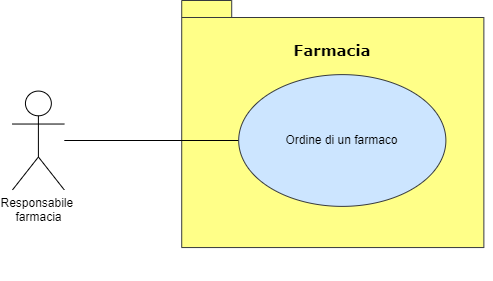 Farmacia
Ordine di un farmaco
Responsabile
farmacia